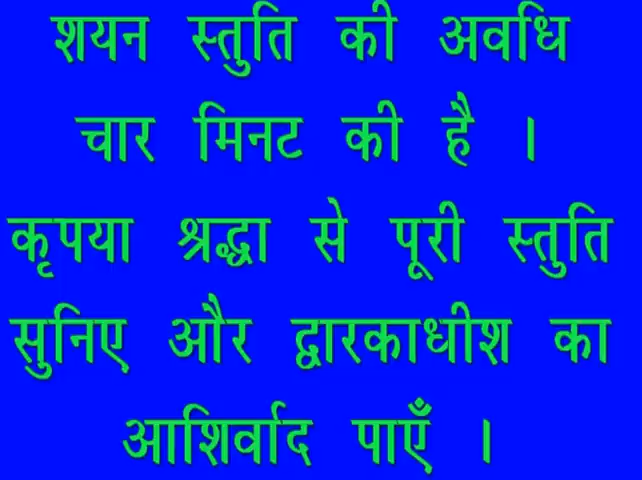 शयन स्तुति की अवधि
चार मिनट की है ।
कृपया श्रद्धा से पूरी स्तुति
सुनिए और द्वारकाधीश का
आशिर्वाद पाएँ ।